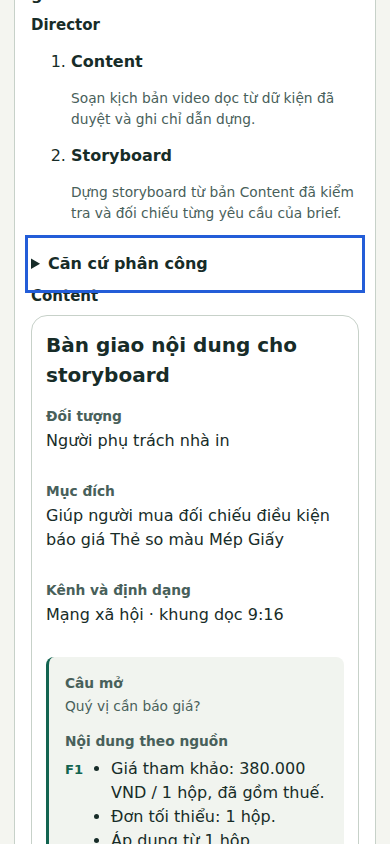 Director
1. Content
Soạn kịch bản video dọc từ dữ kiện đã
duyệt và ghi chỉ dẫn dựng.
2. Storyboard
Dựng storyboard từ bản Content đã kiểm
tra và đối chiếu từng yêu cầu của brief.
Căn cứ phân công
Content
Bàn giao nội dung cho
storyboard
Đối tượng
Người phụ trách nhà in
Mục đích
Giúp người mua đối chiếu điều kiện
báo giá Thẻ so màu Mép Giấy
Kênh và định dạng
Mạng xã hội · khung dọc 9:16
Câu mở
Quý vị cần báo giá?
Nội dung theo nguồn
F1 • Giá tham khảo: 380.000
VND / 1 hộp, đã gồm thuế.
• Đơn tối thiểu: 1 hộp.
• Áp dụng từ 1 hộp